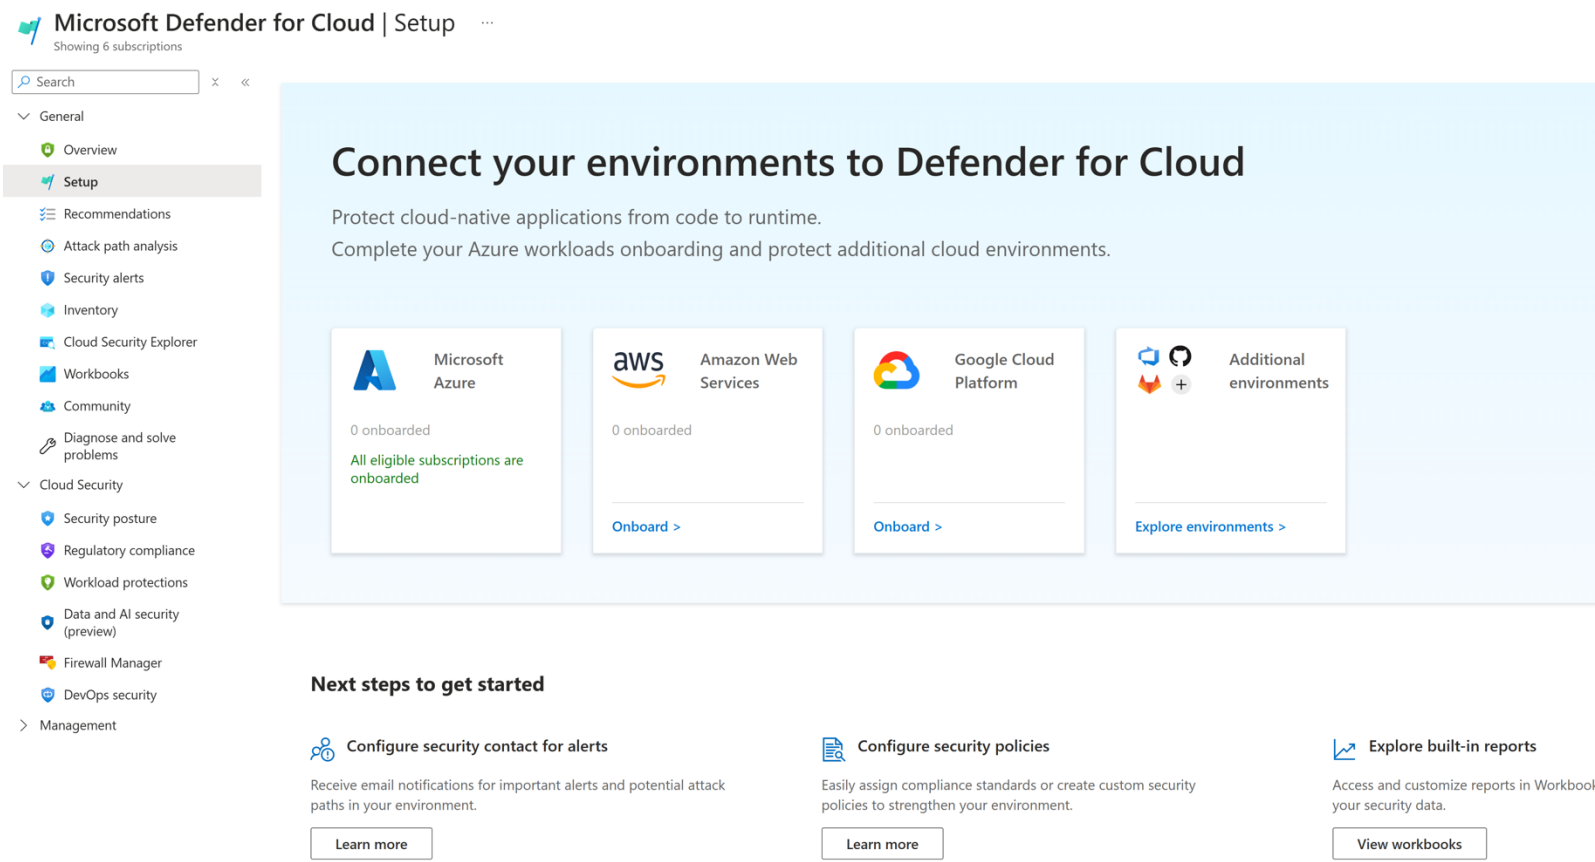 Microsoft Defender for Cloud | Setup ...
Showing 6 subscriptions
Search
General
Overview
Setup
Recommendations
Attack path analysis
Security alerts
Inventory
Cloud Security Explorer
Workbooks
Community
Diagnose and solve
problems
Cloud Security
Security posture
Regulatory compliance
Workload protections
Data and AI security
(preview)
Firewall Manager
DevOps security
Management
Connect your environments to Defender for Cloud
Protect cloud-native applications from code to runtime.
Complete your Azure workloads onboarding and protect additional cloud environments.
Microsoft
Azure
0 onboarded
All eligible subscriptions are
onboarded
aws
Amazon Web
Services
0 onboarded
Onboard >
Google Cloud
Platform
0 onboarded
Onboard >
Additional
environments
Explore environments >
Next steps to get started
Configure security contact for alerts
Receive email notifications for important alerts and potential attack
paths in your environment.
Learn more
Configure security policies
Easily assign compliance standards or create custom security
policies to strengthen your environment.
Learn more
Explore built-in reports
Access and customize reports in Workbook
your security data.
View workbooks